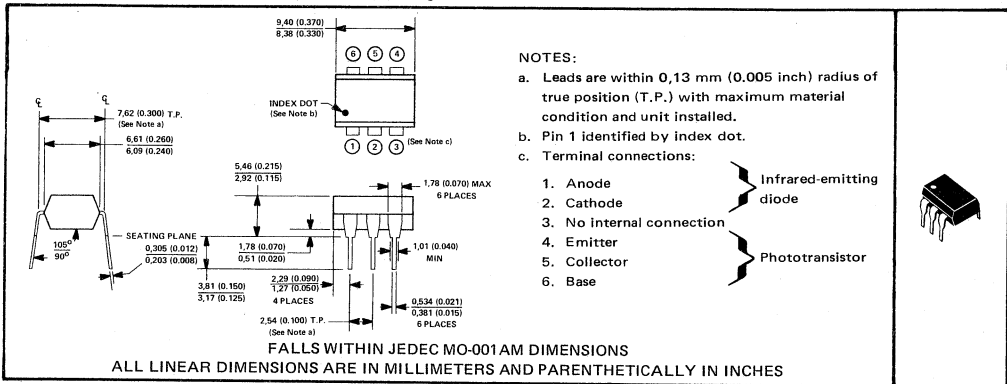 9,40 (0.370)
8,38 (0.330)
6 5 4
INDEX DOT
(See Note b)
1 2 3 (See Note c)
℄ ℄
7,62 (0.300) T.P.
(See Note a)
6,61 (0.260)
6,09 (0.240)
5,46 (0.215)
2,92 (0.115)
1,78 (0.070) MAX
6 PLACES
SEATING PLANE
105°
90°
0,305 (0.012)
0,203 (0.008)
1,78 (0.070)
0,51 (0.020)
1,01 (0.040)
MIN
3,81 (0.150)
3,17 (0.125)
2,29 (0.090)
1,27 (0.050)
4 PLACES
0,534 (0.021)
0,381 (0.015)
6 PLACES
2,54 (0.100) T.P.
(See Note a)
NOTES:
a. Leads are within 0,13 mm (0.005 inch) radius of
true position (T.P.) with maximum material
condition and unit installed.
b. Pin 1 identified by index dot.
c. Terminal connections:
1. Anode
2. Cathode
Infrared-emitting
diode
3. No internal connection
4. Emitter
5. Collector
6. Base
Phototransistor
FALLS WITHIN JEDEC MO-001AM DIMENSIONS
ALL LINEAR DIMENSIONS ARE IN MILLIMETERS AND PARENTHETICALLY IN INCHES